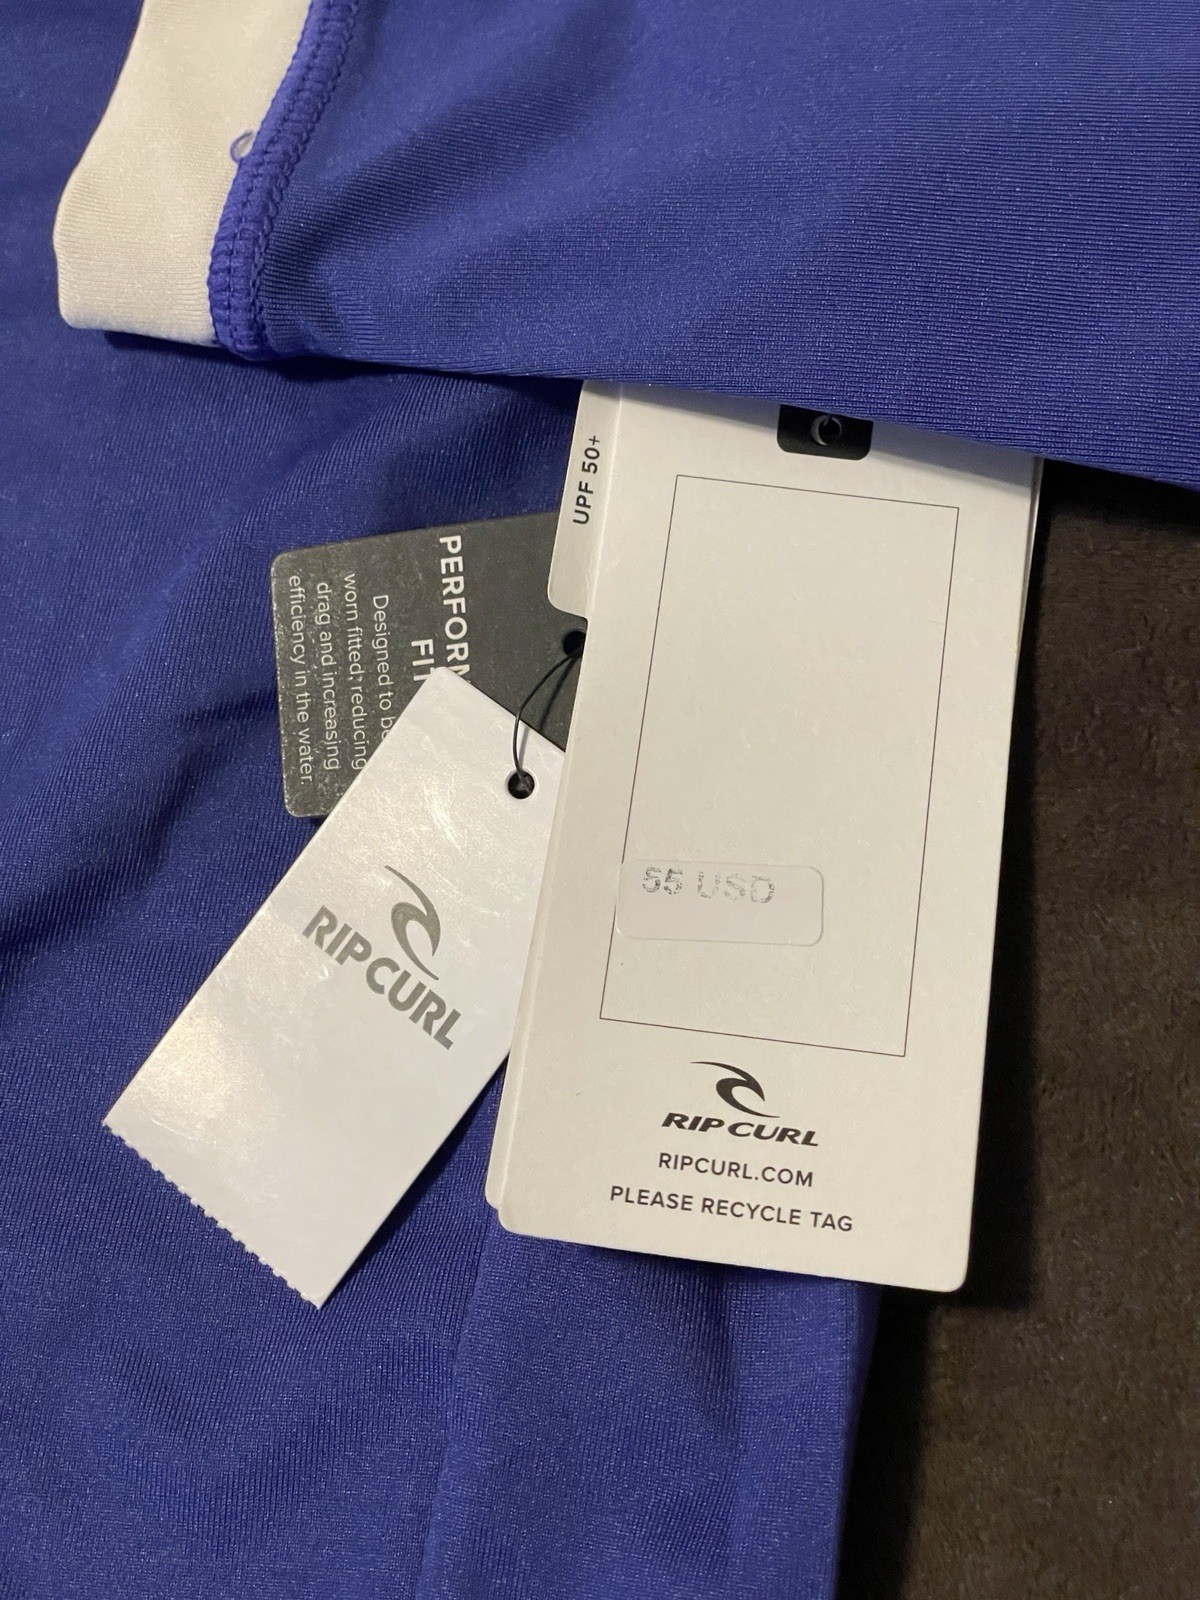 UPF 50+
PERFORM
FIT
Designed to be
worn fitted, reducing
drag and increasing
efficiency in the water.
RIP CURL
55 USD
RIP CURL
RIPCURL.COM
PLEASE RECYCLE TAG